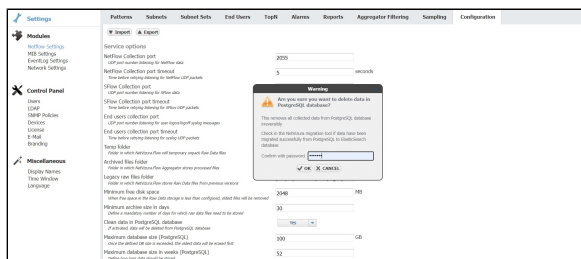 Settings
Patterns Subnets Subnet Sets End Users TopN Alarms Reports Aggregator Filtering Sampling Configuration
Import Export
Modules
Netflow Settings
MIB Settings
EventLog Settings
Network Settings
Control Panel
Users
LDAP
SNMP Policies
Devices
License
E-Mail
Branding
Miscellaneous
Display Names
Time Window
Language
Service options
NetFlow Collection port 2055
UDP port number listening for NetFlow data
NetFlow Collection port timeout 5 seconds
Time before retrying listening for NetFlow UDP packets
SFlow Collection port
UDP port number listening for SFlow data
SFlow Collection port timeout
Time before retrying listening for SFlow UDP packets
End users collection port
UDP port number listening for user logon/logoff syslog messages
End users collection port timeout
Time before retrying listening for syslog UDP packets
Temp folder
Folder in which NetVizura Flow will temporary unpack Raw Data files
Archived files folder
Folder in which NetVizura Flow Aggregator stores processed files
Legacy raw files folder
Folder in which NetVizura stores Raw Data files from previous versions
Minimum free disk space 2048 MB
When free space in the Raw Data storage is less than configured, oldest files will be removed
Minimum archive size in days 30
Define a mandatory number of days for which raw data files need to be stored
Clean data in PostgreSQL database Yes
If activated, data will be deleted from PostgreSQL database
Maximum database size (PostgreSQL) 100 GB
Once the defined GB size is exceeded, the oldest data will be erased first
Maximum database size in weeks (PostgreSQL) 52
Warning
Are you sure you want to delete data in
PostgreSQL database?
This removes all collected data from PostgreSQL database
irreversibly
Check in the NetVizura migration tool if data have been
migrated successfully from PostgreSQL to ElasticSearch
database.
Confirm with password:
OK CANCEL